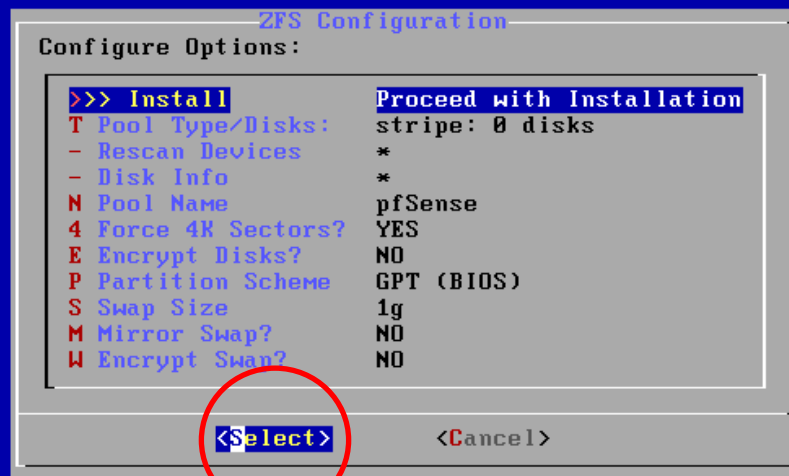 ZFS Configuration
Configure Options:
>>> Install Proceed with Installation
T Pool Type/Disks: stripe: 0 disks
- Rescan Devices *
- Disk Info *
N Pool Name pfSense
4 Force 4K Sectors? YES
E Encrypt Disks? NO
P Partition Scheme GPT (BIOS)
S Swap Size 1g
M Mirror Swap? NO
W Encrypt Swap? NO
<Select> <Cancel>